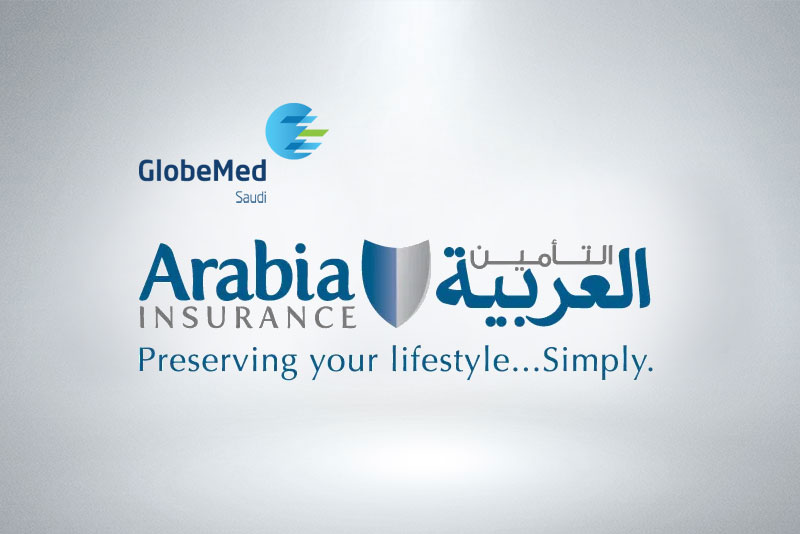 GlobeMed
Saudi
Arabia
INSURANCE
التأمين
العربية
Preserving your lifestyle...Simply.